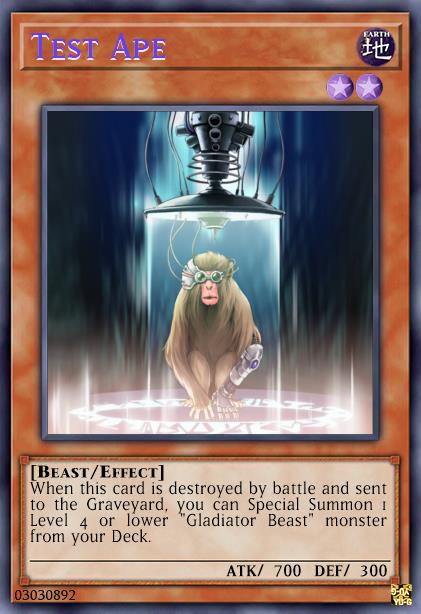 Test Ape
EARTH
地
[Beast/Effect]
When this card is destroyed by battle and sent
to the Graveyard, you can Special Summon 1
Level 4 or lower "Gladiator Beast" monster
from your Deck.
ATK/ 700 DEF/ 300
03030892